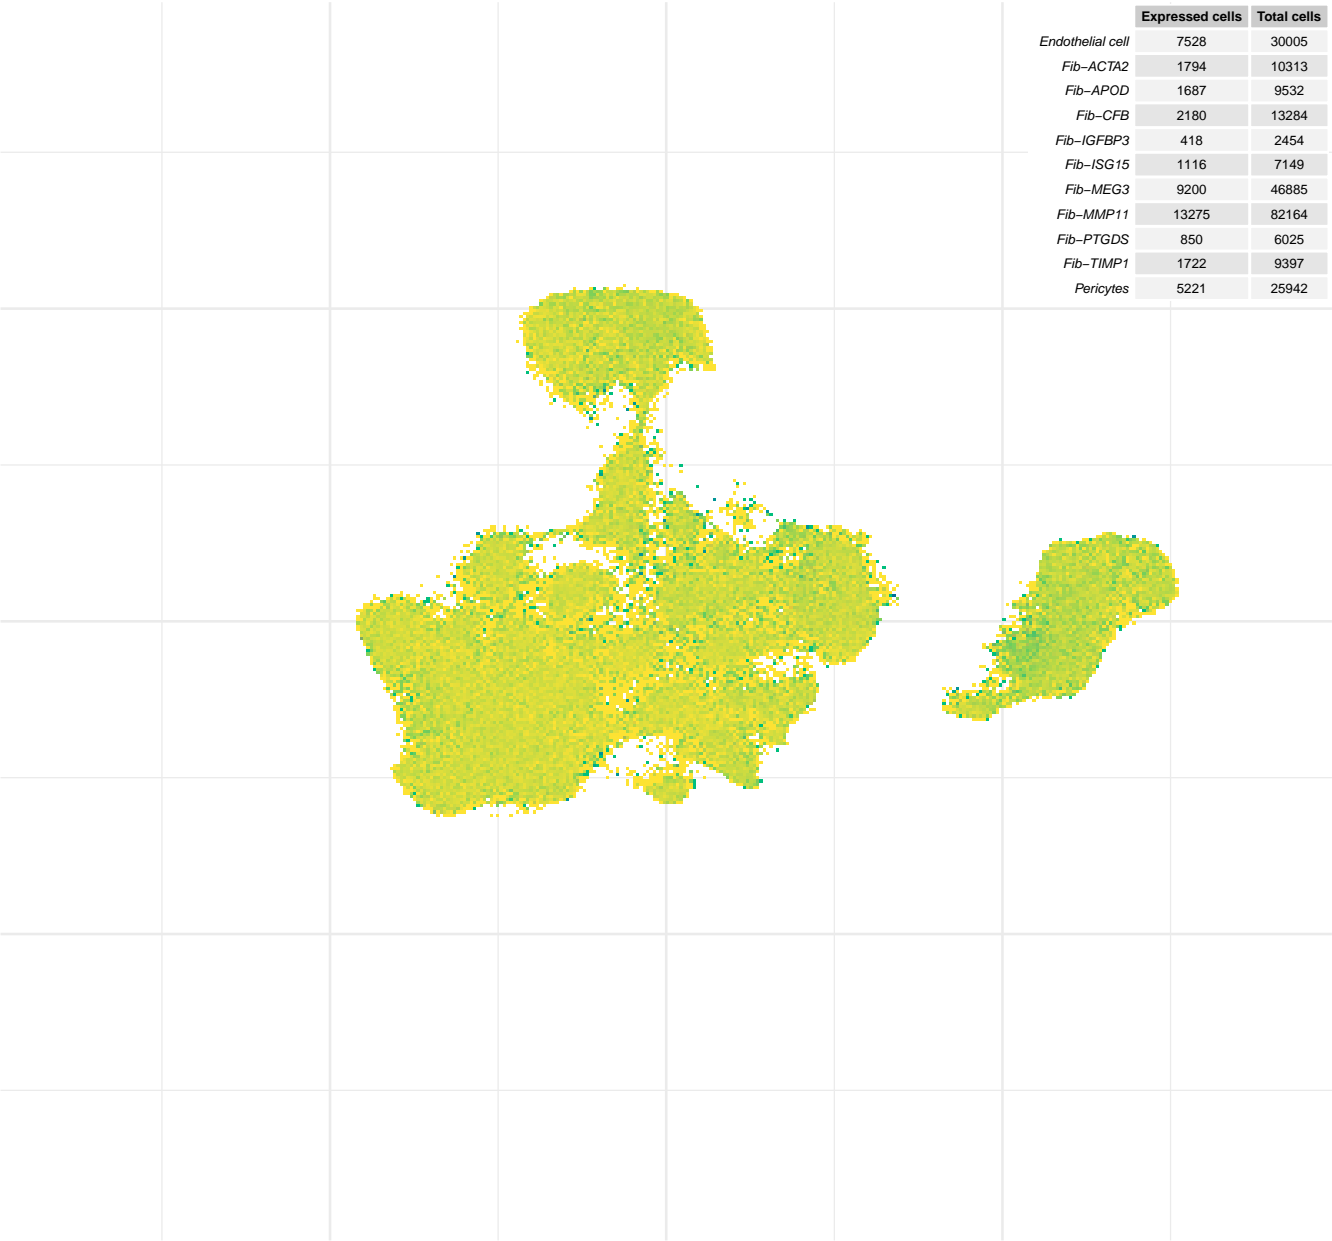 Expressed cells Total cells
Endothelial cell 7528 30005
Fib−ACTA2 1794 10313
Fib−APOD 1687 9532
Fib−CFB 2180 13284
Fib−IGFBP3 418 2454
Fib−ISG15 1116 7149
Fib−MEG3 9200 46885
Fib−MMP11 13275 82164
Fib−PTGDS 850 6025
Fib−TIMP1 1722 9397
Pericytes 5221 25942